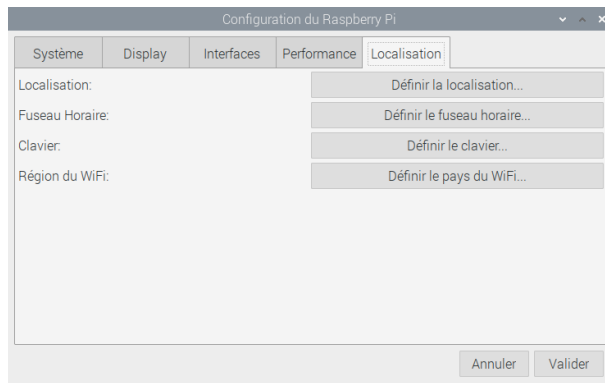 Configuration du Raspberry Pi
Système Display Interfaces Performance Localisation
Localisation: Définir la localisation...
Fuseau Horaire: Définir le fuseau horaire...
Clavier: Définir le clavier...
Région du WiFi: Définir le pays du WiFi...
Annuler Valider